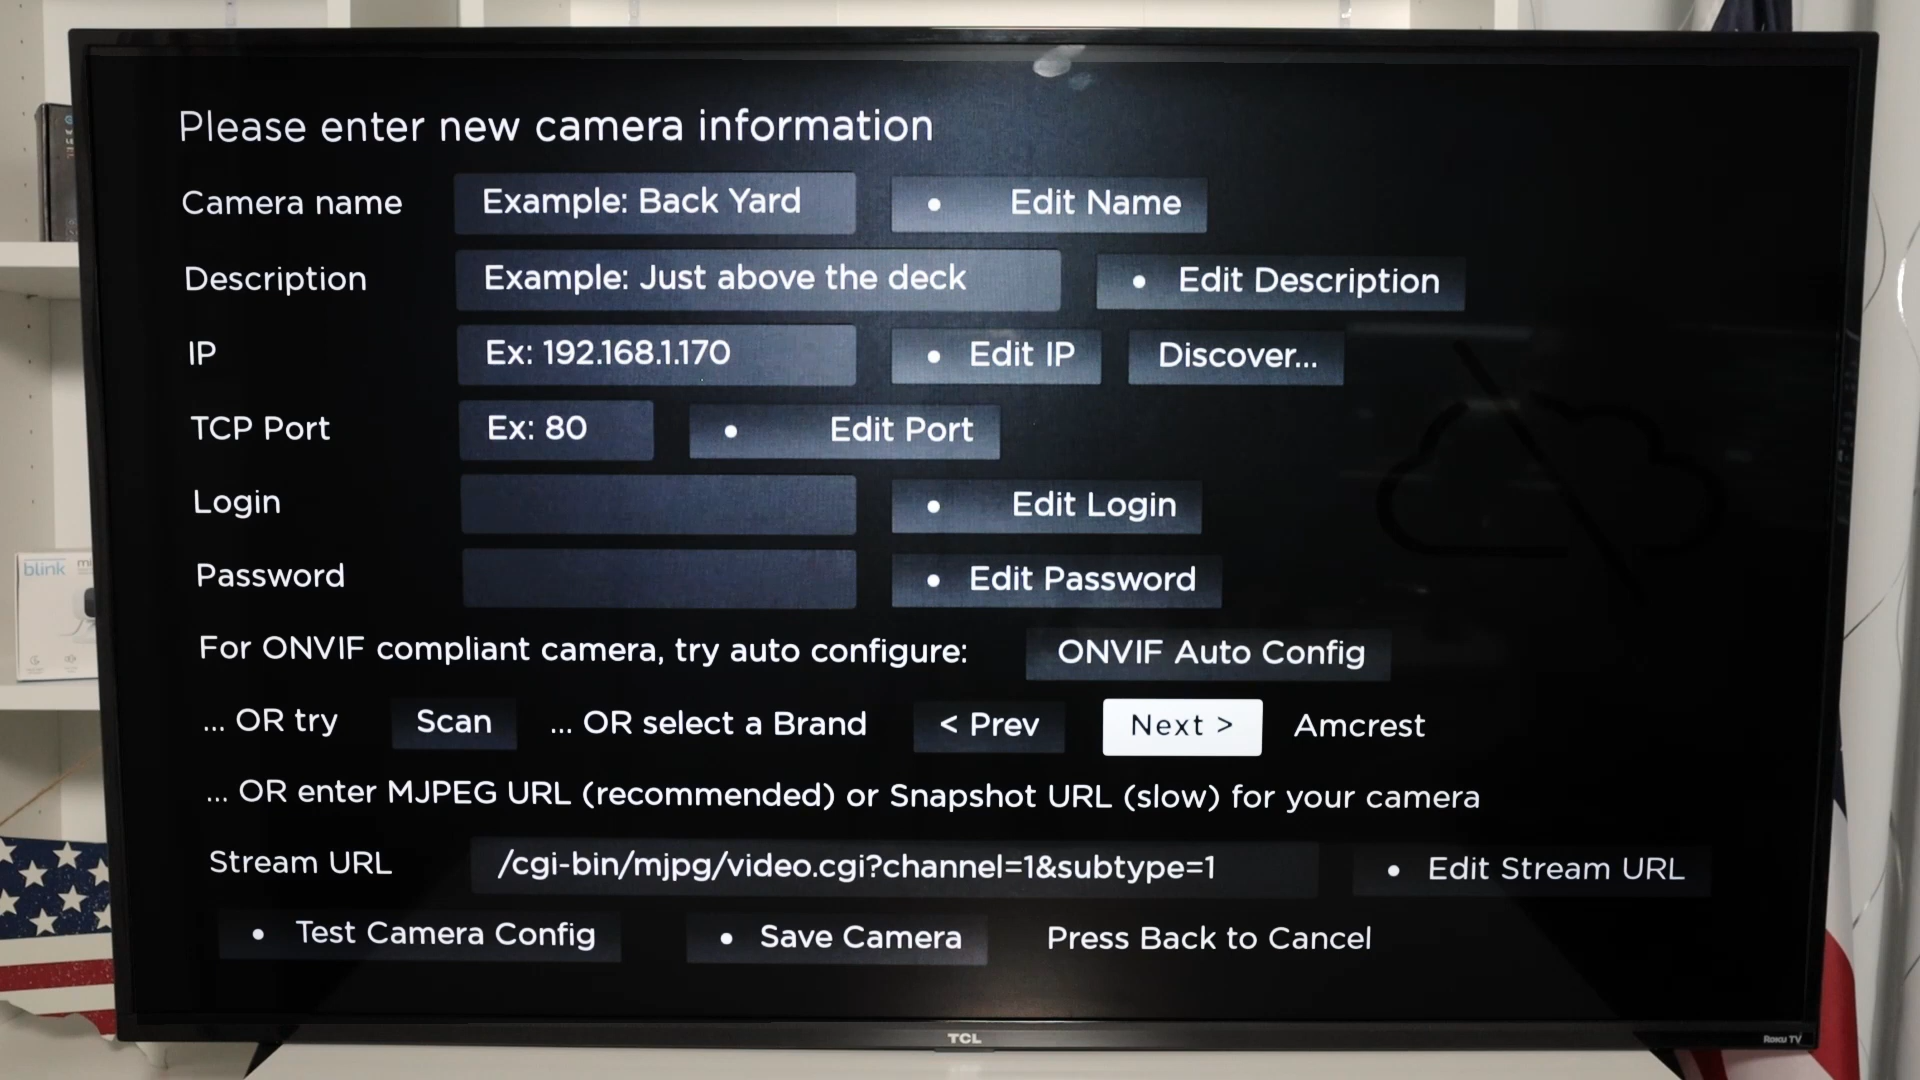 Please enter new camera information
Camera name Example: Back Yard • Edit Name
Description Example: Just above the deck • Edit Description
IP Ex: 192.168.1.170 • Edit IP Discover...
TCP Port Ex: 80 • Edit Port
Login • Edit Login
Password • Edit Password
For ONVIF compliant camera, try auto configure: ONVIF Auto Config
... OR try Scan ... OR select a Brand < Prev Next > Amcrest
... OR enter MJPEG URL (recommended) or Snapshot URL (slow) for your camera
Stream URL /cgi-bin/mjpg/video.cgi?channel=1&subtype=1 • Edit Stream URL
• Test Camera Config • Save Camera Press Back to Cancel
TCL
Roku TV
blink